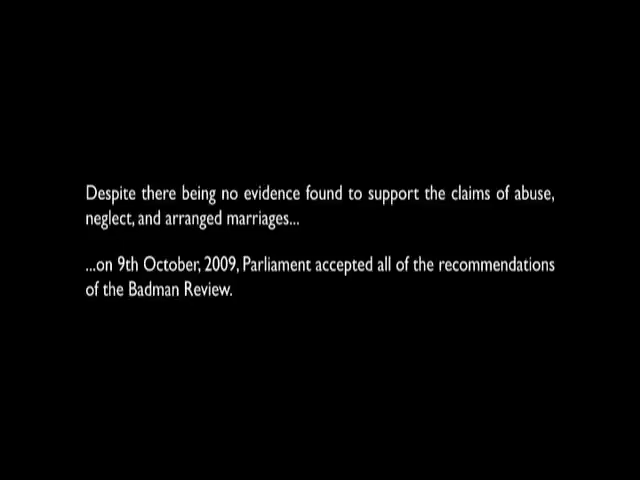 Despite there being no evidence found to support the claims of abuse,
neglect, and arranged marriages...
...on 9th October, 2009, Parliament accepted all of the recommendations
of the Badman Review.